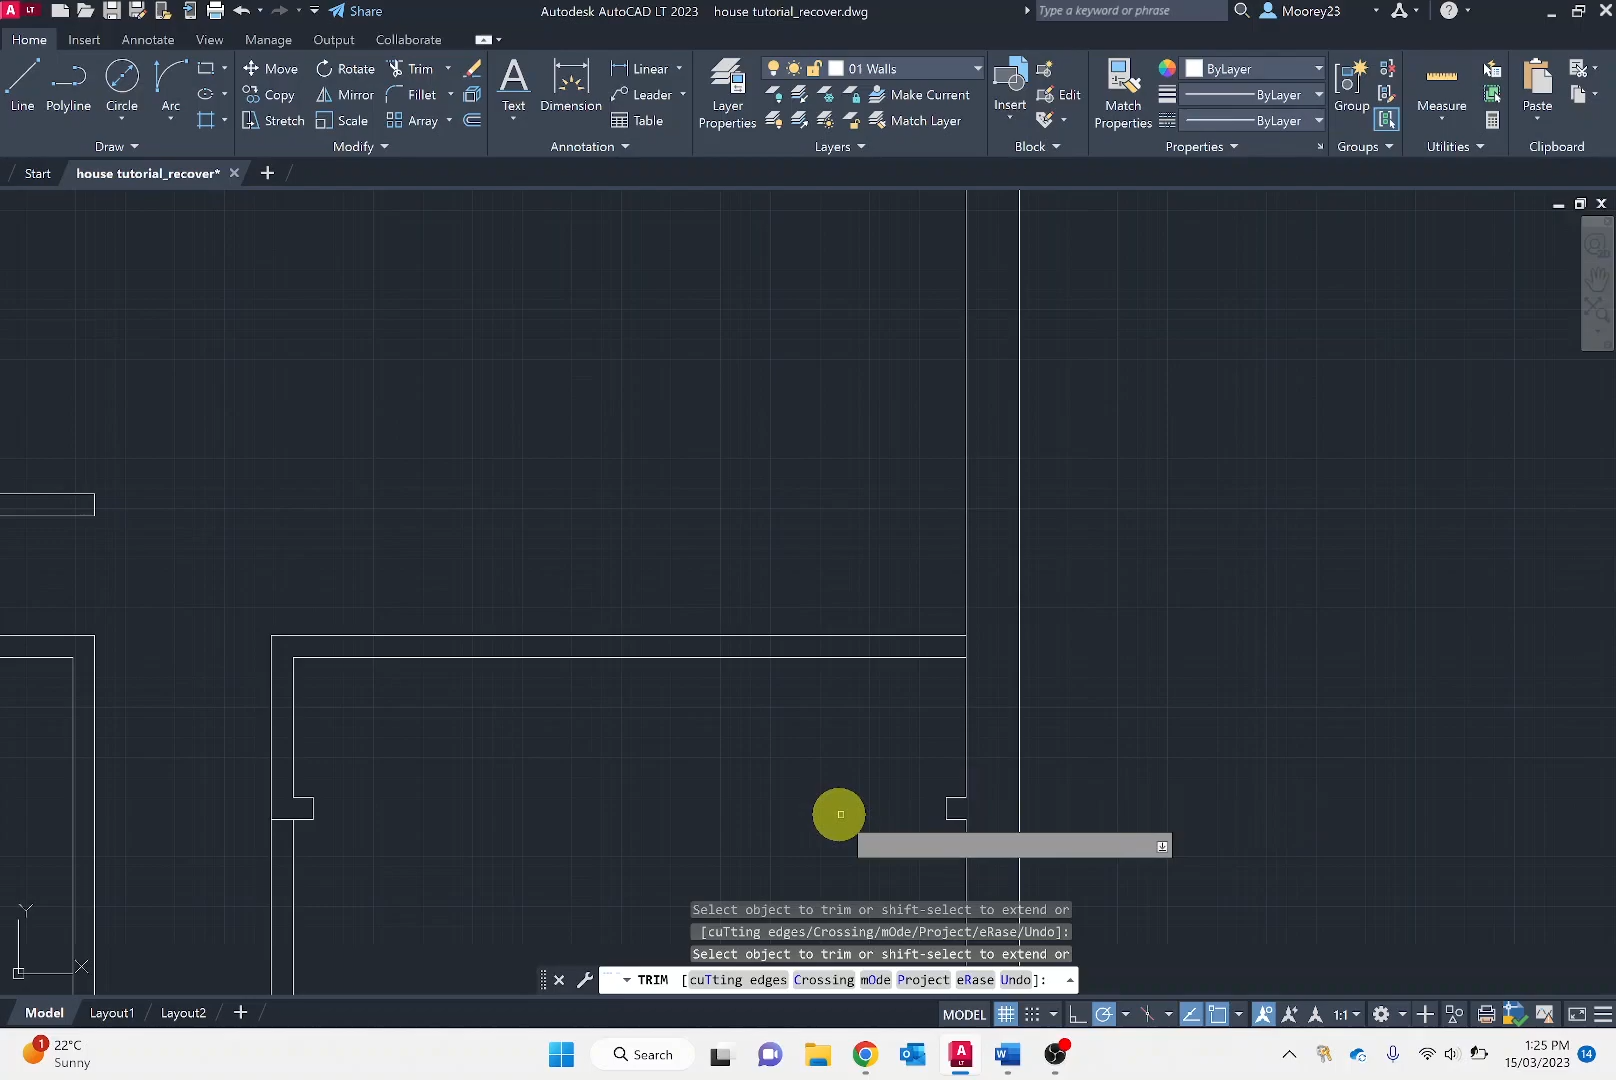 A LT Share Autodesk AutoCAD LT 2023 house tutorial_recover.dwg Type a keyword or phrase Moorey23
Home Insert Annotate View Manage Output Collaborate
Move Rotate Trim Linear 01 Walls ByLayer
Line Polyline Circle Arc Copy Mirror Fillet Text Dimension Leader Layer Properties Make Current Insert Edit Match Properties ByLayer Group Measure Paste
Stretch Scale Array Table Match Layer ByLayer
Draw Modify Annotation Layers Block Properties Groups Utilities Clipboard
Start house tutorial_recover*
Y
X
Select object to trim or shift-select to extend or
[cuTting edges/Crossing/mOde/Project/eRase/Undo]:
Select object to trim or shift-select to extend or
TRIM [cuTting edges Crossing mOde Project eRase Undo]:
Model Layout1 Layout2 MODEL 1:1
1 22°C
Sunny
Search
A LT
W
1:25 PM
15/03/2023
14